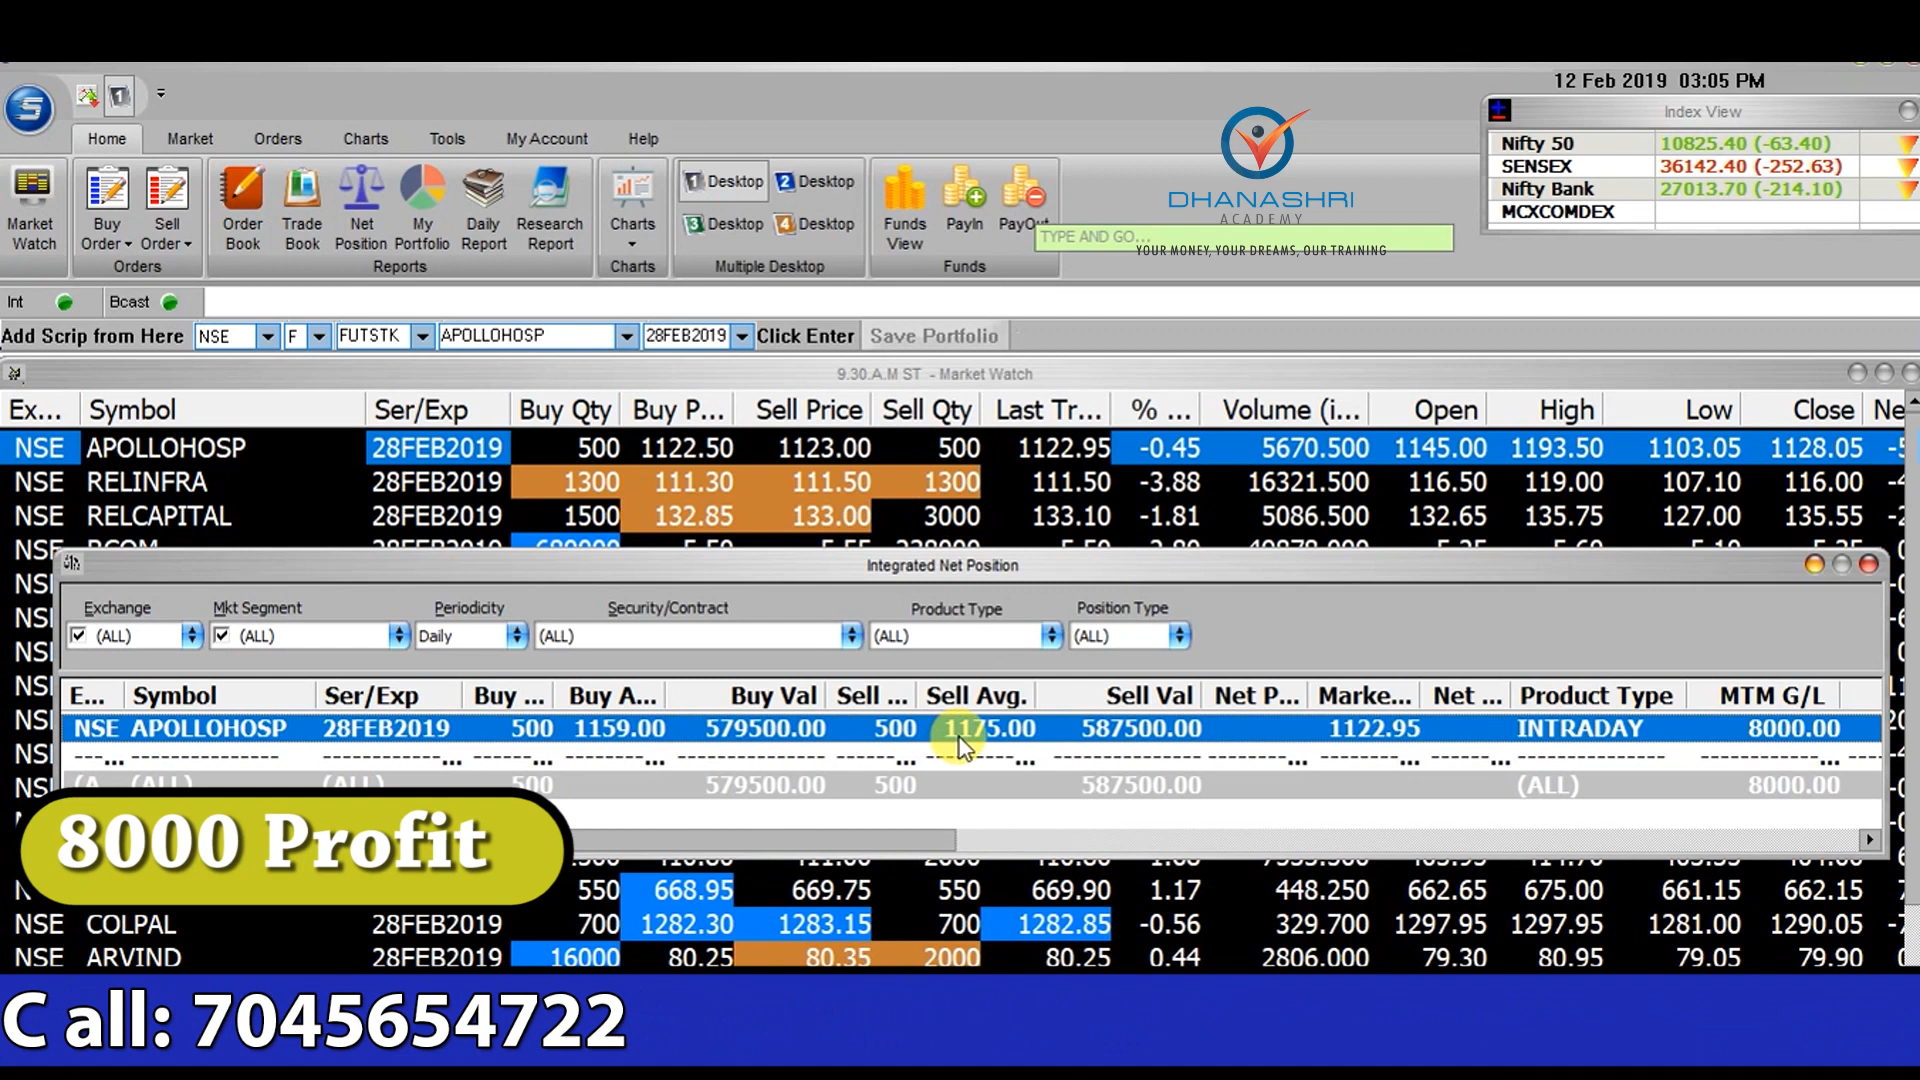 12 Feb 2019 03:05 PM
Index View
Nifty 50 10825.40 (-63.40)
SENSEX 36142.40 (-252.63)
Nifty Bank 27013.70 (-214.10)
MCXCOMDEX
Home Market Orders Charts Tools My Account Help
Market Watch
Buy Order
Sell Order
Orders
Order Book
Trade Book
Net Position
My Portfolio
Daily Report
Research Report
Reports
Charts
Charts
1 Desktop 2 Desktop
3 Desktop 4 Desktop
Multiple Desktop
Funds View
PayIn
PayOut
Funds
DHANASHRI
ACADEMY
TYPE AND GO...
YOUR MONEY, YOUR DREAMS, OUR TRAINING
Int Bcast
Add Scrip from Here NSE F FUTSTK APOLLOHOSP 28FEB2019 Click Enter Save Portfolio
9.30.A.M ST - Market Watch
Ex... Symbol Ser/Exp Buy Qty Buy P... Sell Price Sell Qty Last Tr... % ... Volume (i... Open High Low Close Ne
NSE APOLLOHOSP 28FEB2019 500 1122.50 1123.00 500 1122.95 -0.45 5670.500 1145.00 1193.50 1103.05 1128.05 -5
NSE RELINFRA 28FEB2019 1300 111.30 111.50 1300 111.50 -3.88 16321.500 116.50 119.00 107.10 116.00 -4
NSE RELCAPITAL 28FEB2019 1500 132.85 133.00 3000 133.10 -1.81 5086.500 132.65 135.75 127.00 135.55 -2
Integrated Net Position
Exchange Mkt Segment Periodicity Security/Contract Product Type Position Type
(ALL) (ALL) Daily (ALL) (ALL) (ALL)
E... Symbol Ser/Exp Buy ... Buy A... Buy Val Sell ... Sell Avg. Sell Val Net P... Marke... Net ... Product Type MTM G/L
NSE APOLLOHOSP 28FEB2019 500 1159.00 579500.00 500 1175.00 587500.00 1122.95 INTRADAY 8000.00
(A (ALL) (ALL) 500 579500.00 500 587500.00 (ALL) 8000.00
8000 Profit
550 668.95 669.75 550 669.90 1.17 448.250 662.65 675.00 661.15 662.15
NSE COLPAL 28FEB2019 700 1282.30 1283.15 700 1282.85 -0.56 329.700 1297.95 1297.95 1281.00 1290.05 -7
NSE ARVIND 28FEB2019 16000 80.25 80.35 2000 80.25 0.44 2806.000 79.30 80.95 79.05 79.90
C all: 7045654722